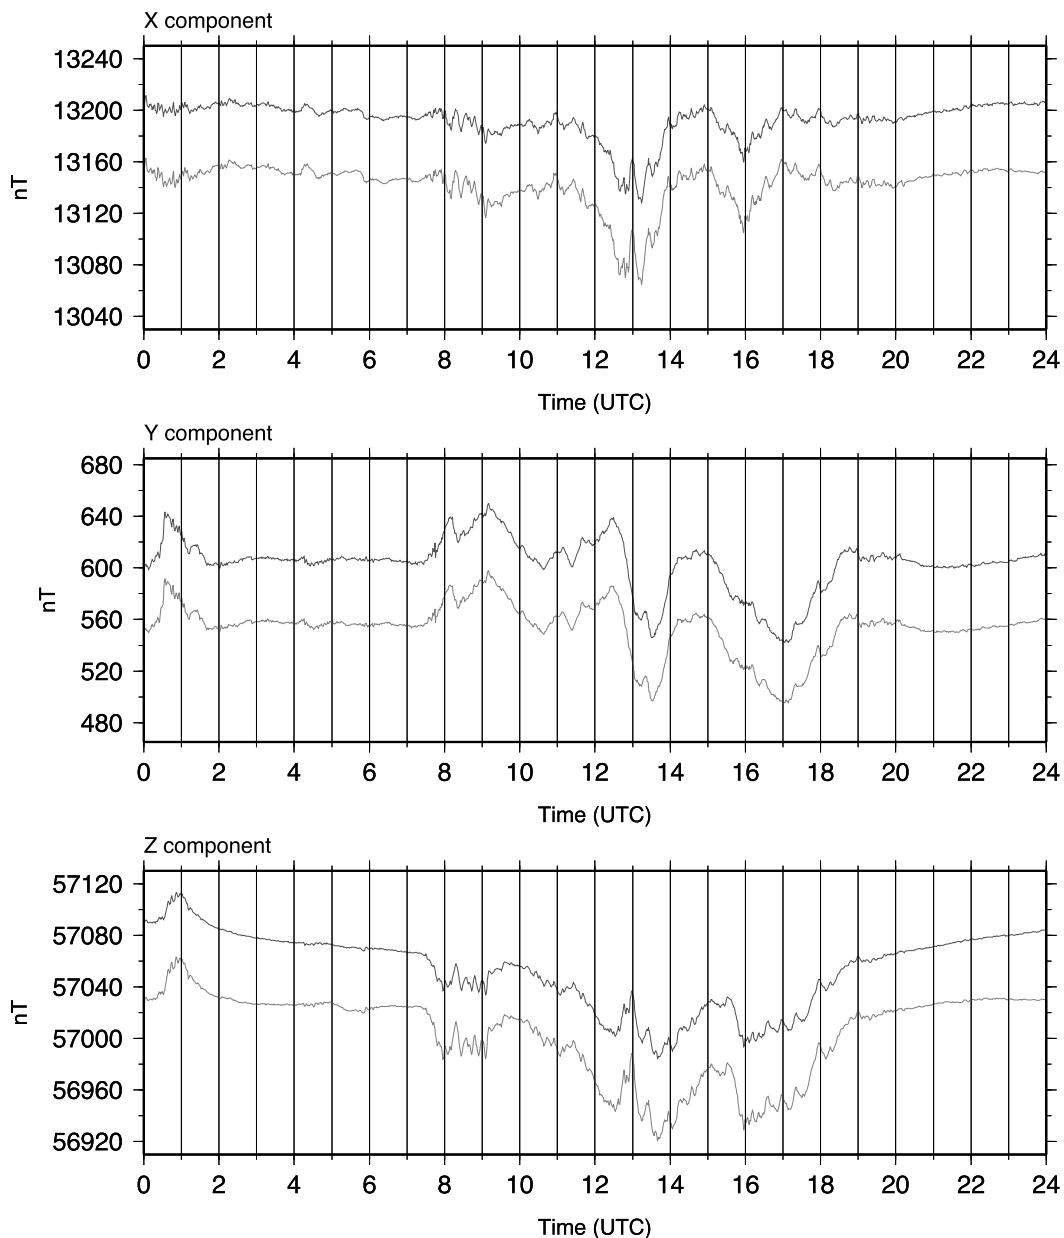 X component
13240
13200
13160
13120
13080
13040
nT
0 2 4 6 8 10 12 14 16 18 20 22 24
Time (UTC)
Y component
680
640
600
560
520
480
nT
0 2 4 6 8 10 12 14 16 18 20 22 24
Time (UTC)
Z component
57120
57080
57040
57000
56960
56920
nT
0 2 4 6 8 10 12 14 16 18 20 22 24
Time (UTC)